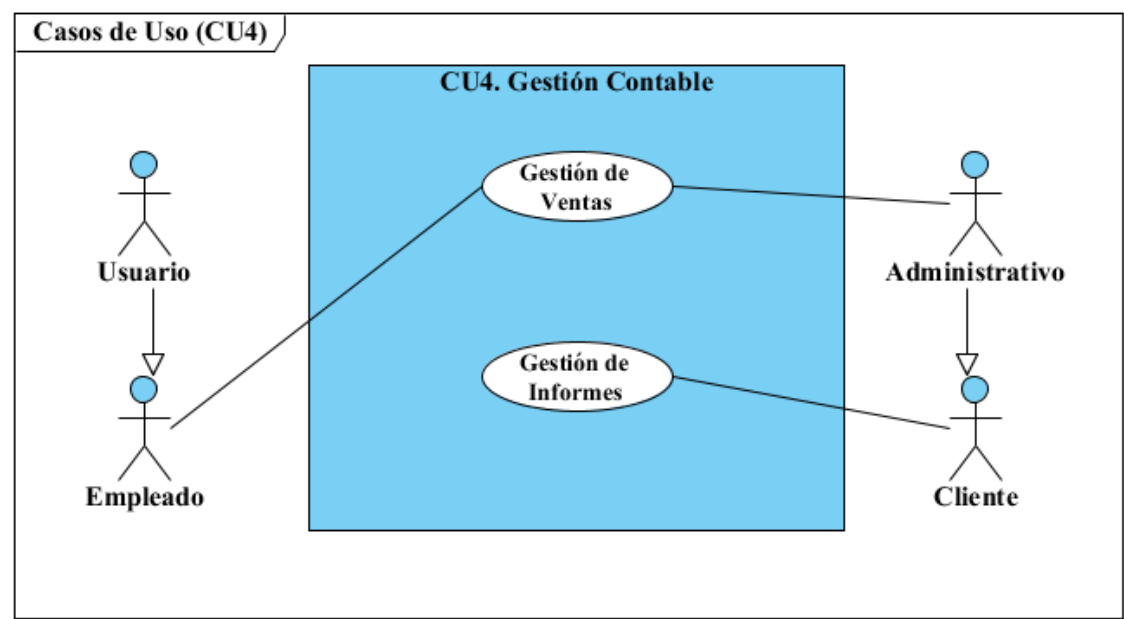 Casos de Uso (CU4)
CU4. Gestión Contable
Gestión de
Ventas
Usuario
Administrativo
Gestión de
Informes
Empleado
Cliente